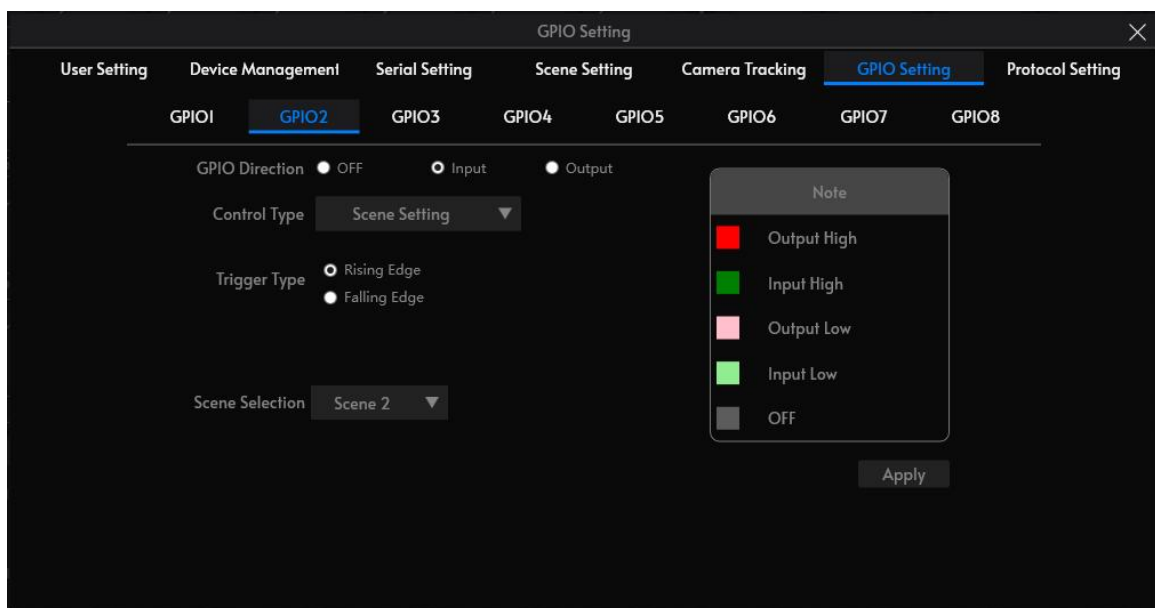 GPIO Setting
User Setting Device Management Serial Setting Scene Setting Camera Tracking GPIO Setting Protocol Setting
GPIO1 GPIO2 GPIO3 GPIO4 GPIO5 GPIO6 GPIO7 GPIO8
GPIO Direction OFF Input Output
Control Type Scene Setting
Trigger Type
Rising Edge
Falling Edge
Scene Selection Scene 2
Note
Output High
Input High
Output Low
Input Low
OFF
Apply